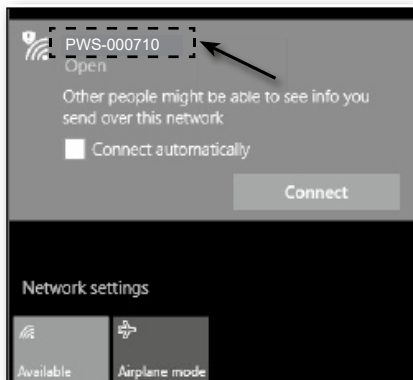 PWS-000710
Open
Other people might be able to see info you
send over this network
Connect automatically
Connect
Network settings
Available
Airplane mode